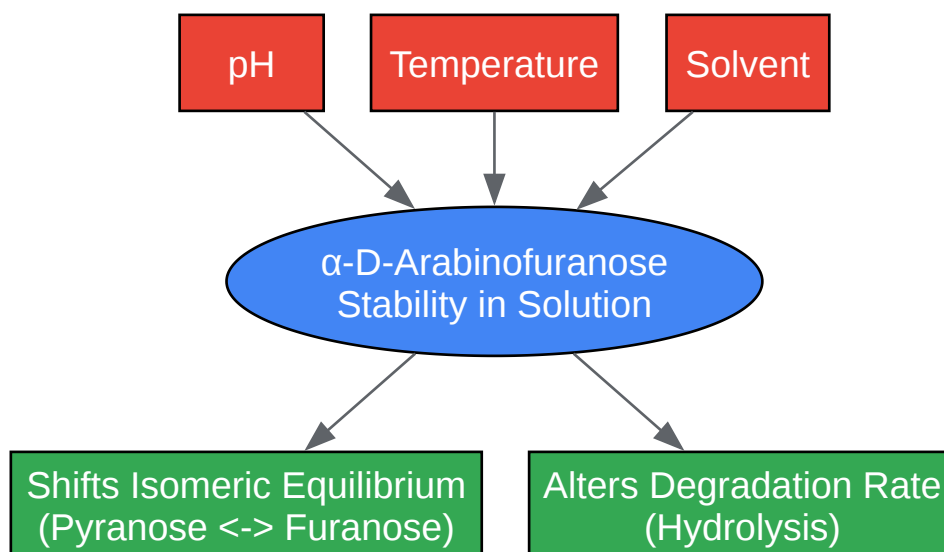 pH
Temperature
Solvent
α-D-Arabinofuranose
Stability in Solution
Shifts Isomeric Equilibrium
(Pyranose <-> Furanose)
Alters Degradation Rate
(Hydrolysis)